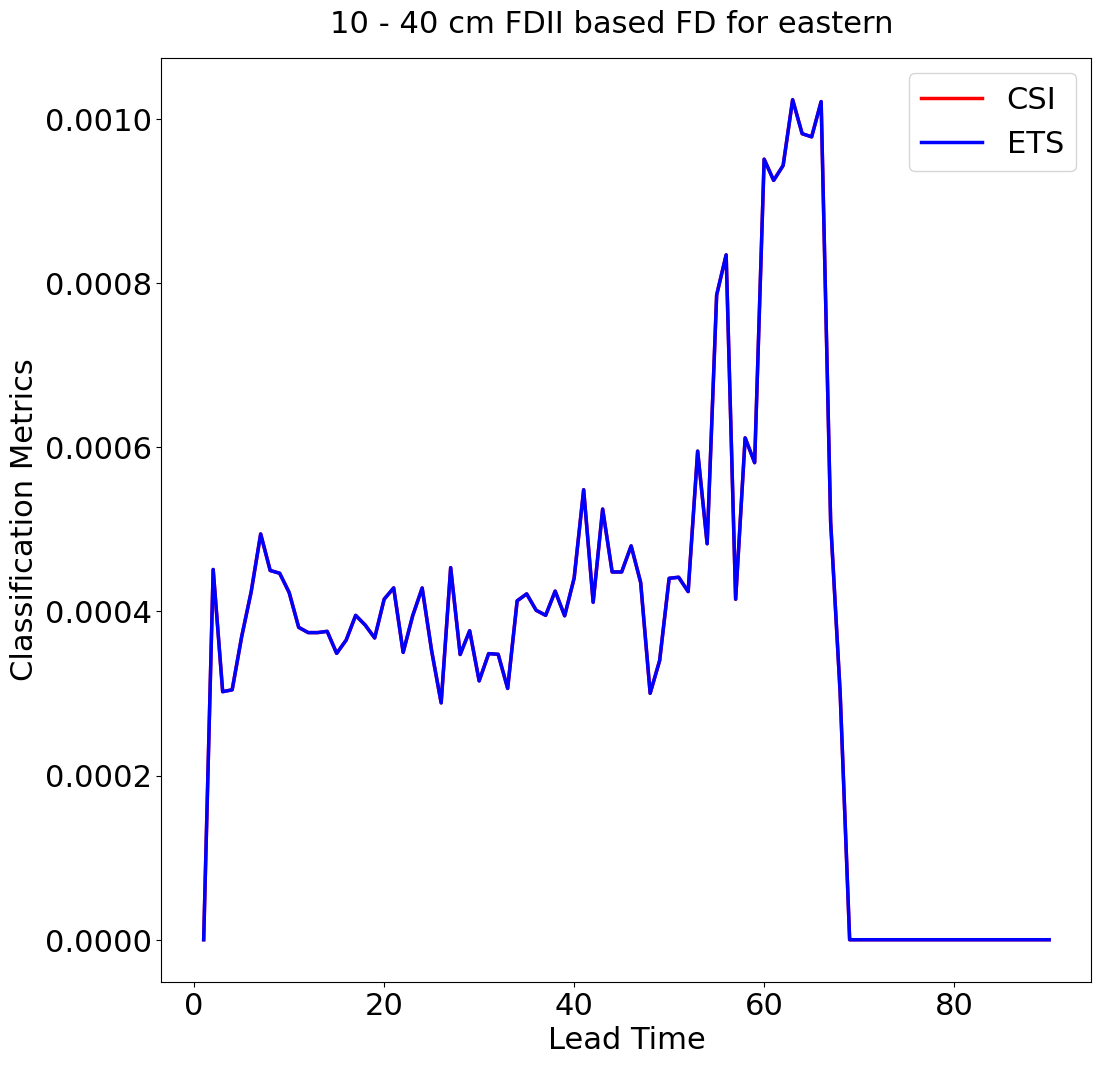 10 - 40 cm FDII based FD for eastern
CSI
ETS
Classification Metrics
0.0010
0.0008
0.0006
0.0004
0.0002
0.0000
0 20 40 60 80
Lead Time